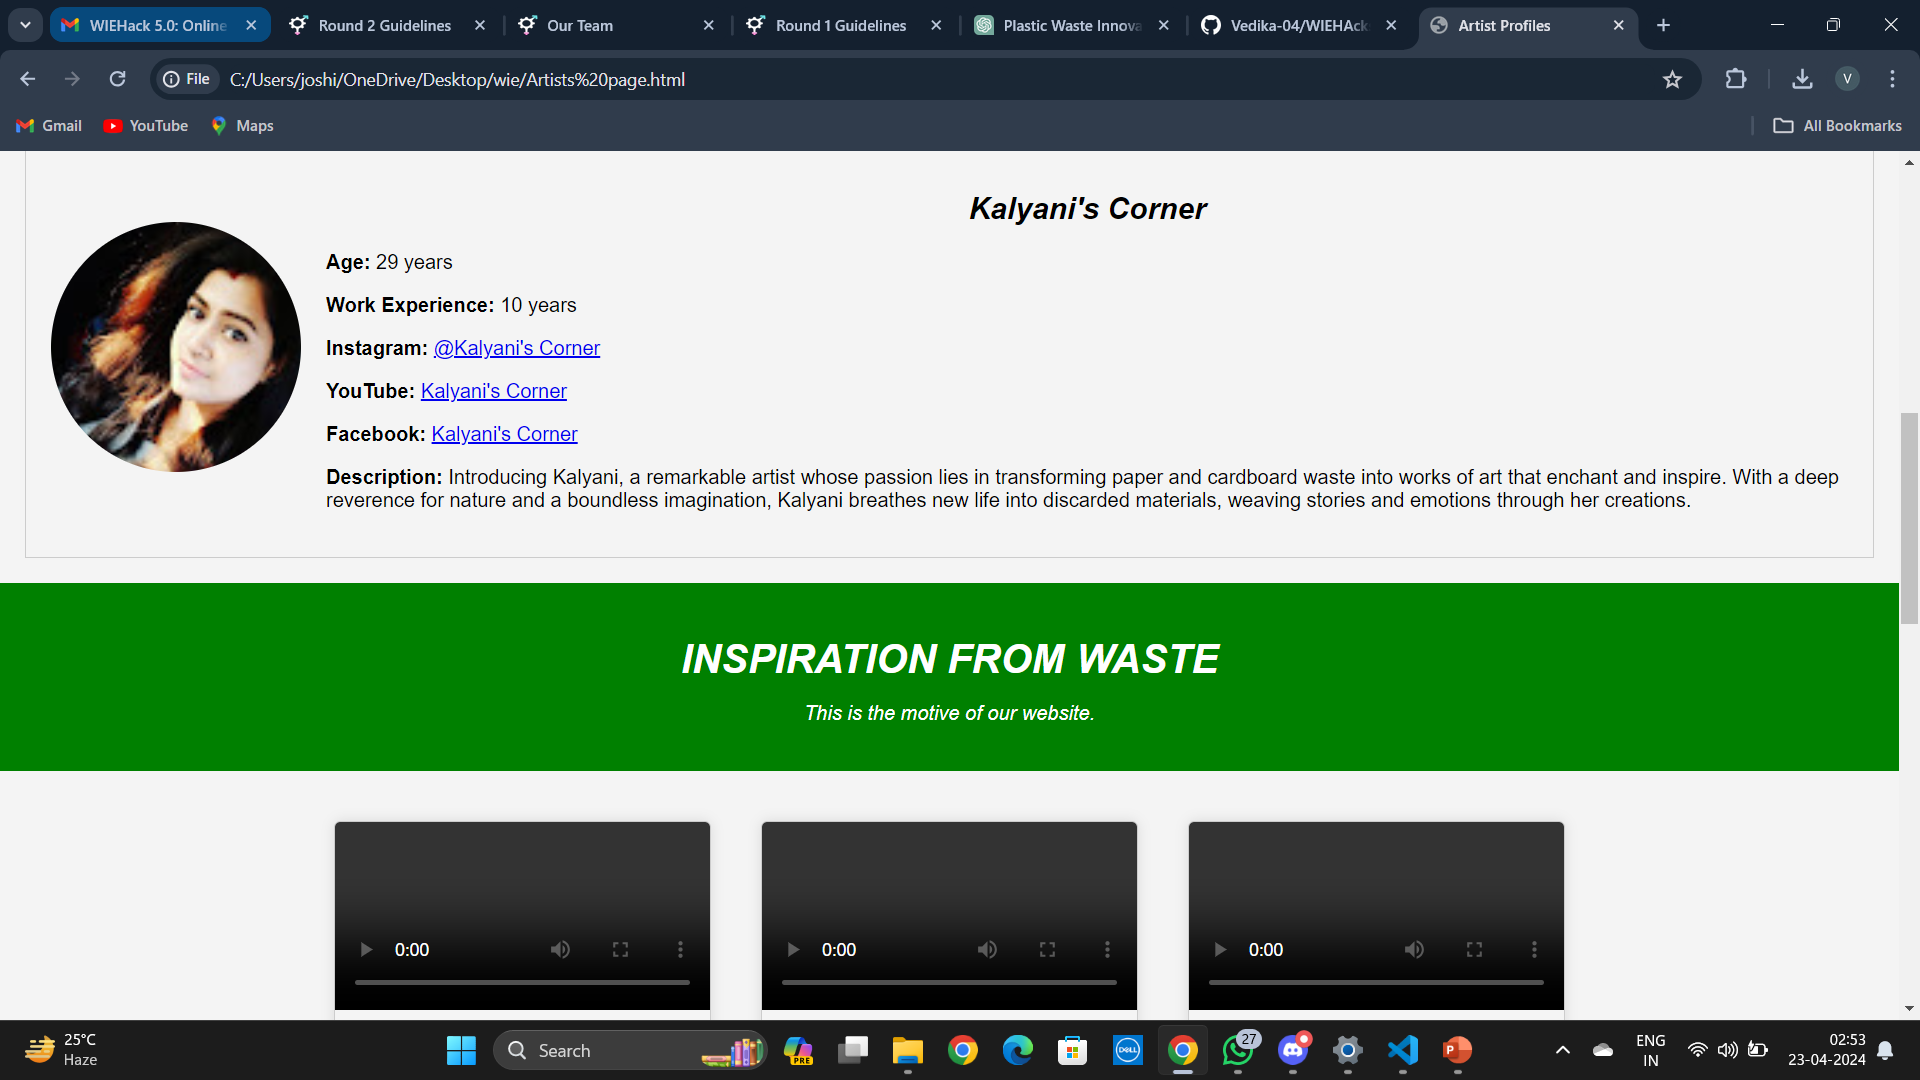 WIEHack 5.0: Online
Round 2 Guidelines
Our Team
Round 1 Guidelines
Plastic Waste Innova
Vedika-04/WIEHAck
Artist Profiles
File
C:/Users/joshi/OneDrive/Desktop/wie/Artists%20page.html
V
Gmail
YouTube
Maps
All Bookmarks
Kalyani's Corner
Age: 29 years
Work Experience: 10 years
Instagram: @Kalyani's Corner
YouTube: Kalyani's Corner
Facebook: Kalyani's Corner
Description: Introducing Kalyani, a remarkable artist whose passion lies in transforming paper and cardboard waste into works of art that enchant and inspire. With a deep
reverence for nature and a boundless imagination, Kalyani breathes new life into discarded materials, weaving stories and emotions through her creations.
INSPIRATION FROM WASTE
This is the motive of our website.
0:00
0:00
0:00
25°C
Haze
Search
PRE
DELL
27
P
ENG
IN
02:53
23-04-2024